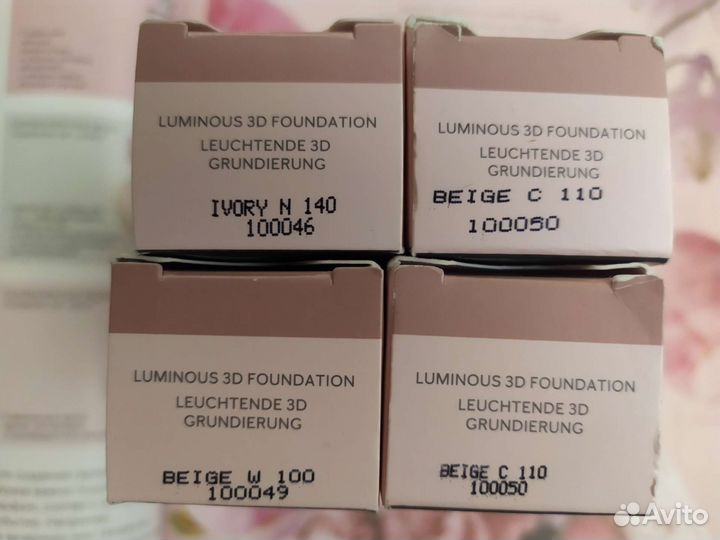 LUMINOUS 3D FOUNDATION
LEUCHTENDE 3D
GRUNDIERUNG
IVORY N 140
100046
LUMINOUS 3D FOUNDATION
LEUCHTENDE 3D
GRUNDIERUNG
BEIGE C 110
100050
LUMINOUS 3D FOUNDATION
LEUCHTENDE 3D
GRUNDIERUNG
BEIGE W 100
100049
LUMINOUS 3D FOUNDATION
LEUCHTENDE 3D
GRUNDIERUNG
BEIGE C 110
100050
Avito